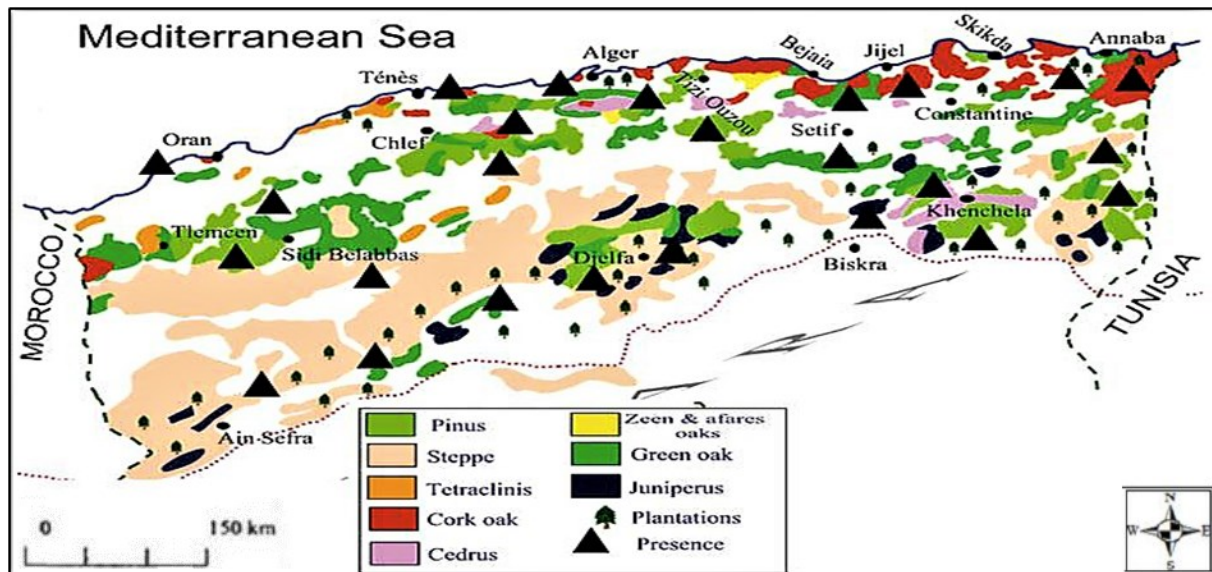 Mediterranean Sea
Alger
Bejaia
Jijel
Skikda
Annaba
Ténès
Tizi Ouzou
Constantine
Oran
Chlef
Setif
Tlemcen
Sidi Belabbas
Khenchela
Djelfa
Biskra
MOROCCO
TUNISIA
Ain-Sefra
Pinus
Steppe
Tetraclinis
Cork oak
Cedrus
Zeen & afares
oaks
Green oak
Juniperus
Plantations
Presence
0 150 km
N
W E
S